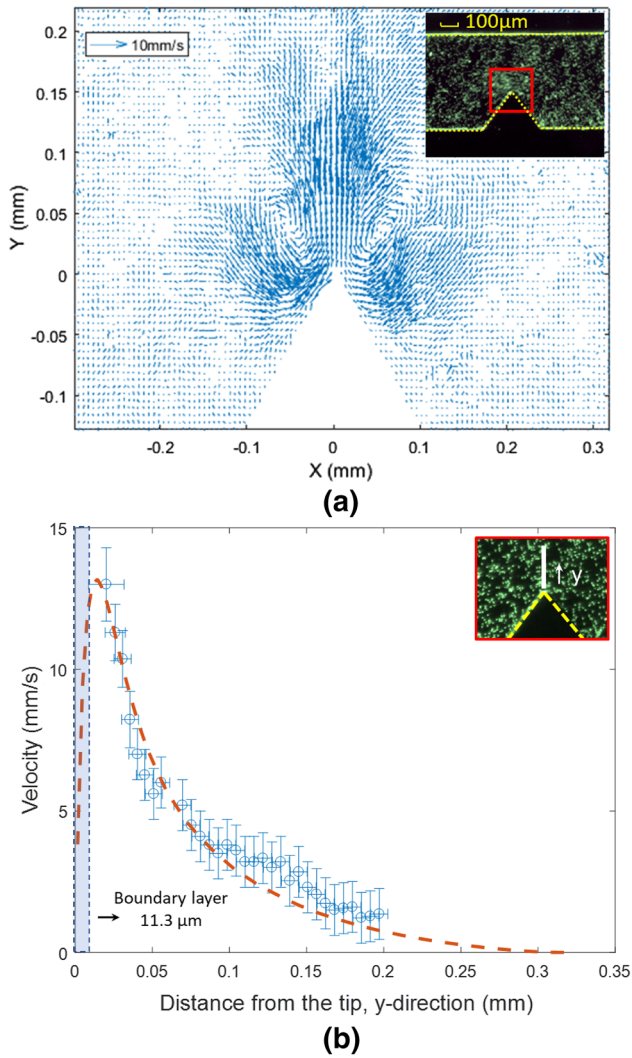 0.2
0.15
0.1
0.05
0
-0.05
-0.1
Y (mm)
10mm/s
100μm
-0.2
-0.1
0
0.1
0.2
0.3
X (mm)
(a)
15
10
5
0
Velocity (mm/s)
y
Boundary layer
11.3 μm
0
0.05
0.1
0.15
0.2
0.25
0.3
0.35
Distance from the tip, y-direction (mm)
(b)